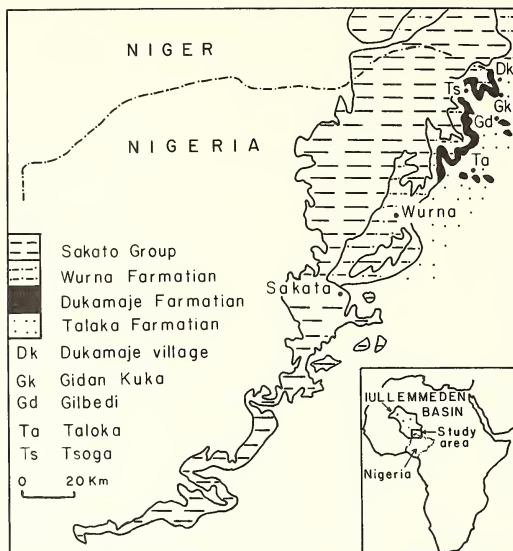 NIGER
NIGERIA
Dk
Ts
Gk
Gd
Ta
Wurna
Sakata
Sakato Group
Wurna Farmatian
Dukamaje Farmatian
Talaka Farmatian
Dk Dukamaje village
Gk Gidan Kuka
Gd Gilbedi
Ta Taloka
Ts Tsoga
0 20 Km
IULLEMMEDEN
BASIN
Study
area
Nigeria